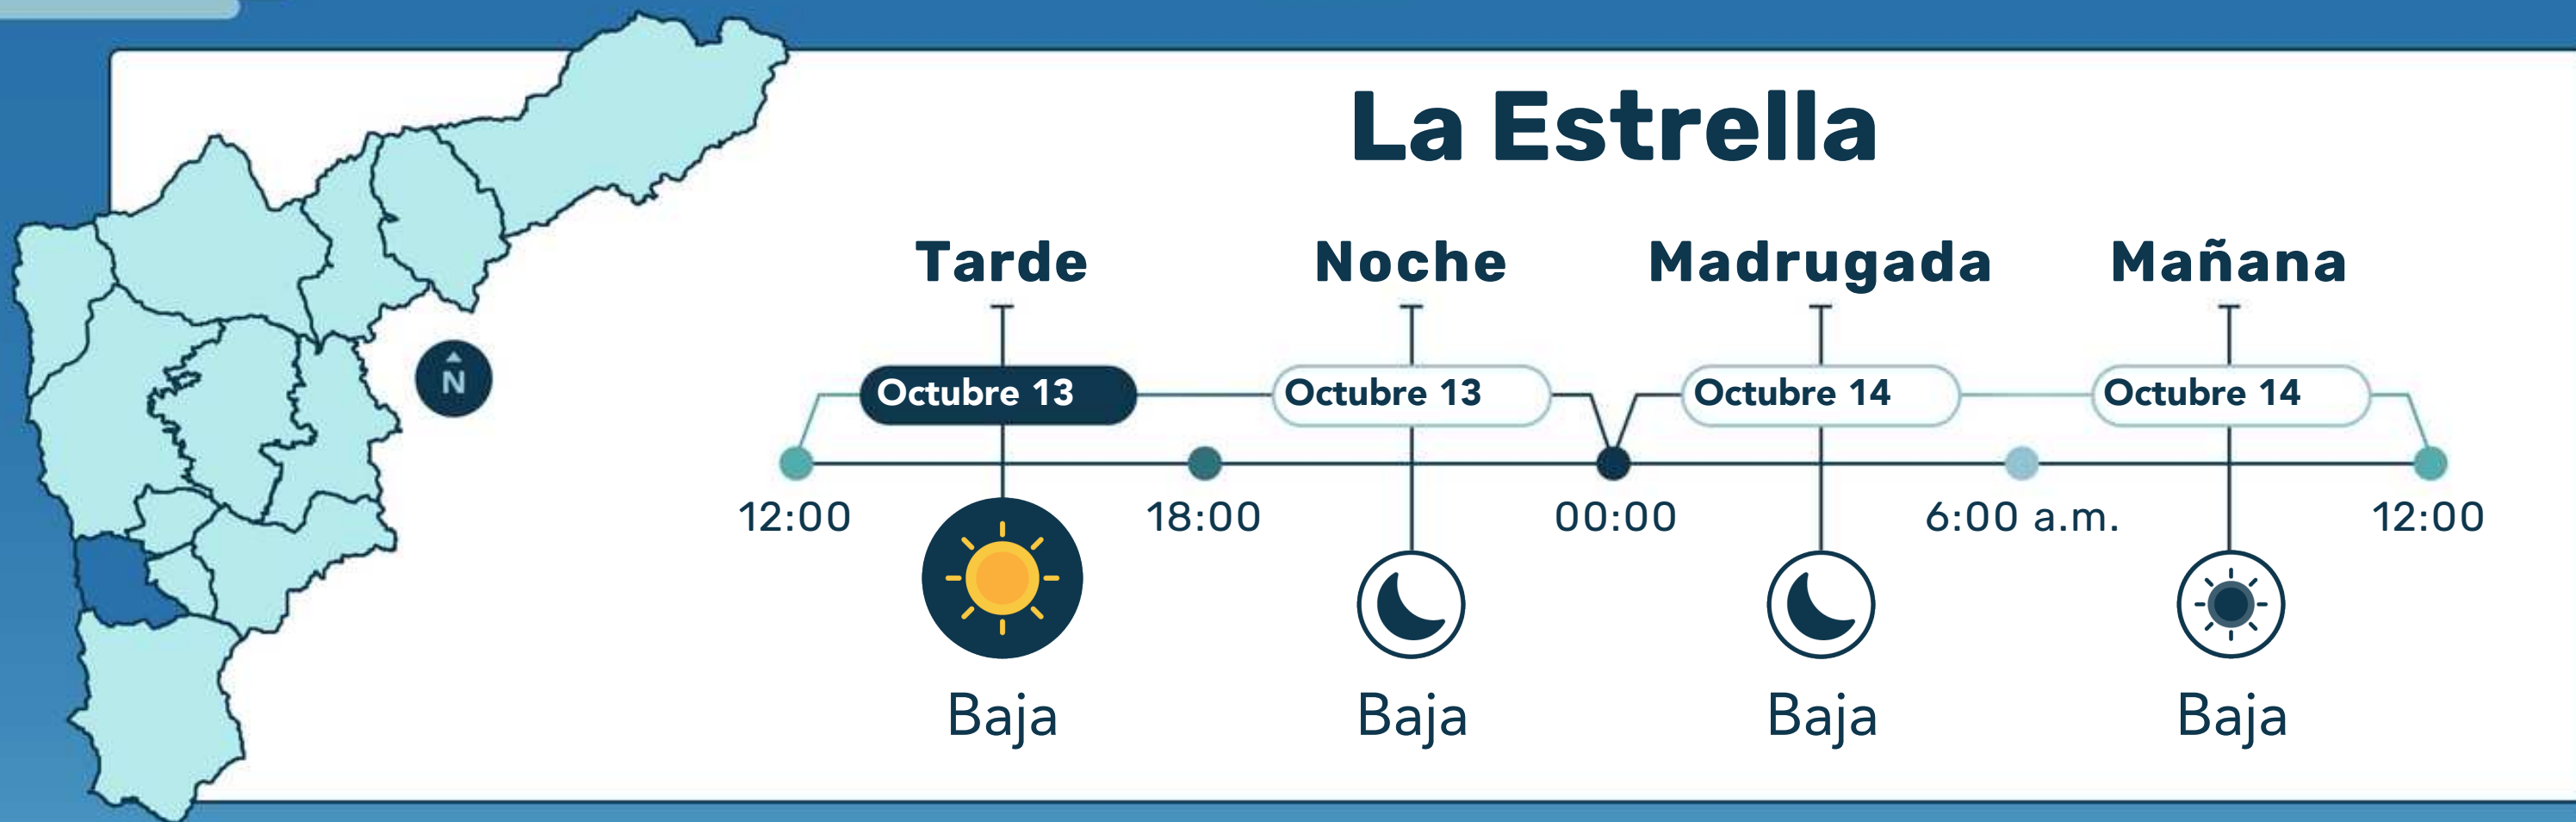 La Estrella
Tarde Noche Madrugada Mañana
N
Octubre 13 Octubre 13 Octubre 14 Octubre 14
12:00 18:00 00:00 6:00 a.m. 12:00
Baja Baja Baja Baja